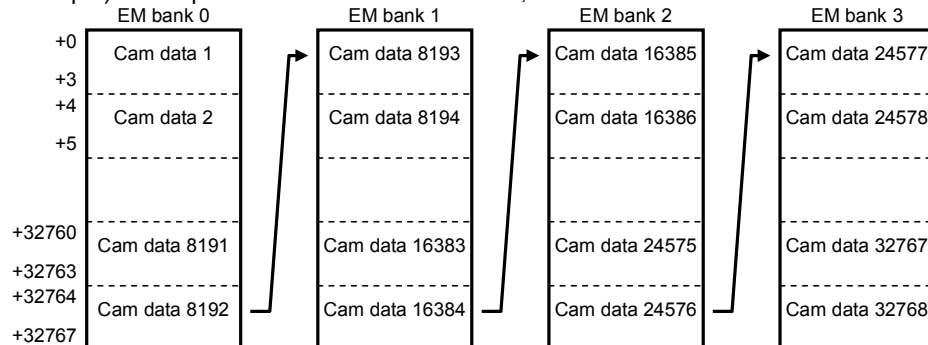 EM bank 0 EM bank 1 EM bank 2 EM bank 3
+0
Cam data 1 Cam data 8193 Cam data 16385 Cam data 24577
+3
+4
Cam data 2 Cam data 8194 Cam data 16386 Cam data 24578
+5
+32760
Cam data 8191 Cam data 16383 Cam data 24575 Cam data 32767
+32763
+32764
Cam data 8192 Cam data 16384 Cam data 24576 Cam data 32768
+32767